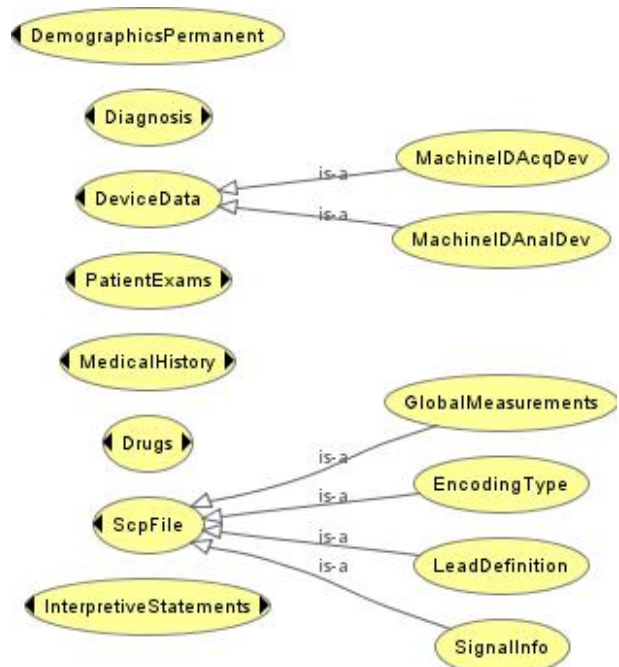 DemographicsPermanent
Diagnosis
MachineIDAcqDev
is-a
DeviceData
is-a
MachineIDAnalDev
PatientExams
MedicalHistory
GlobalMeasurements
Drugs
is-a
EncodingType
is-a
ScpFile
is-a
LeadDefinition
is-a
InterpretiveStatements
SignalInfo